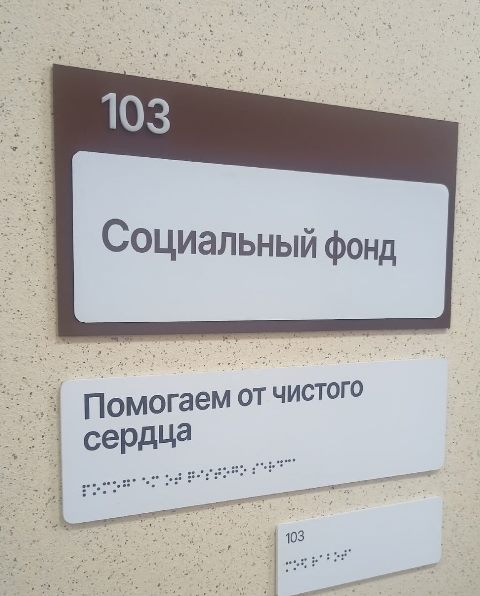 103
Социальный фонд
Помогаем от чистого
сердца
103